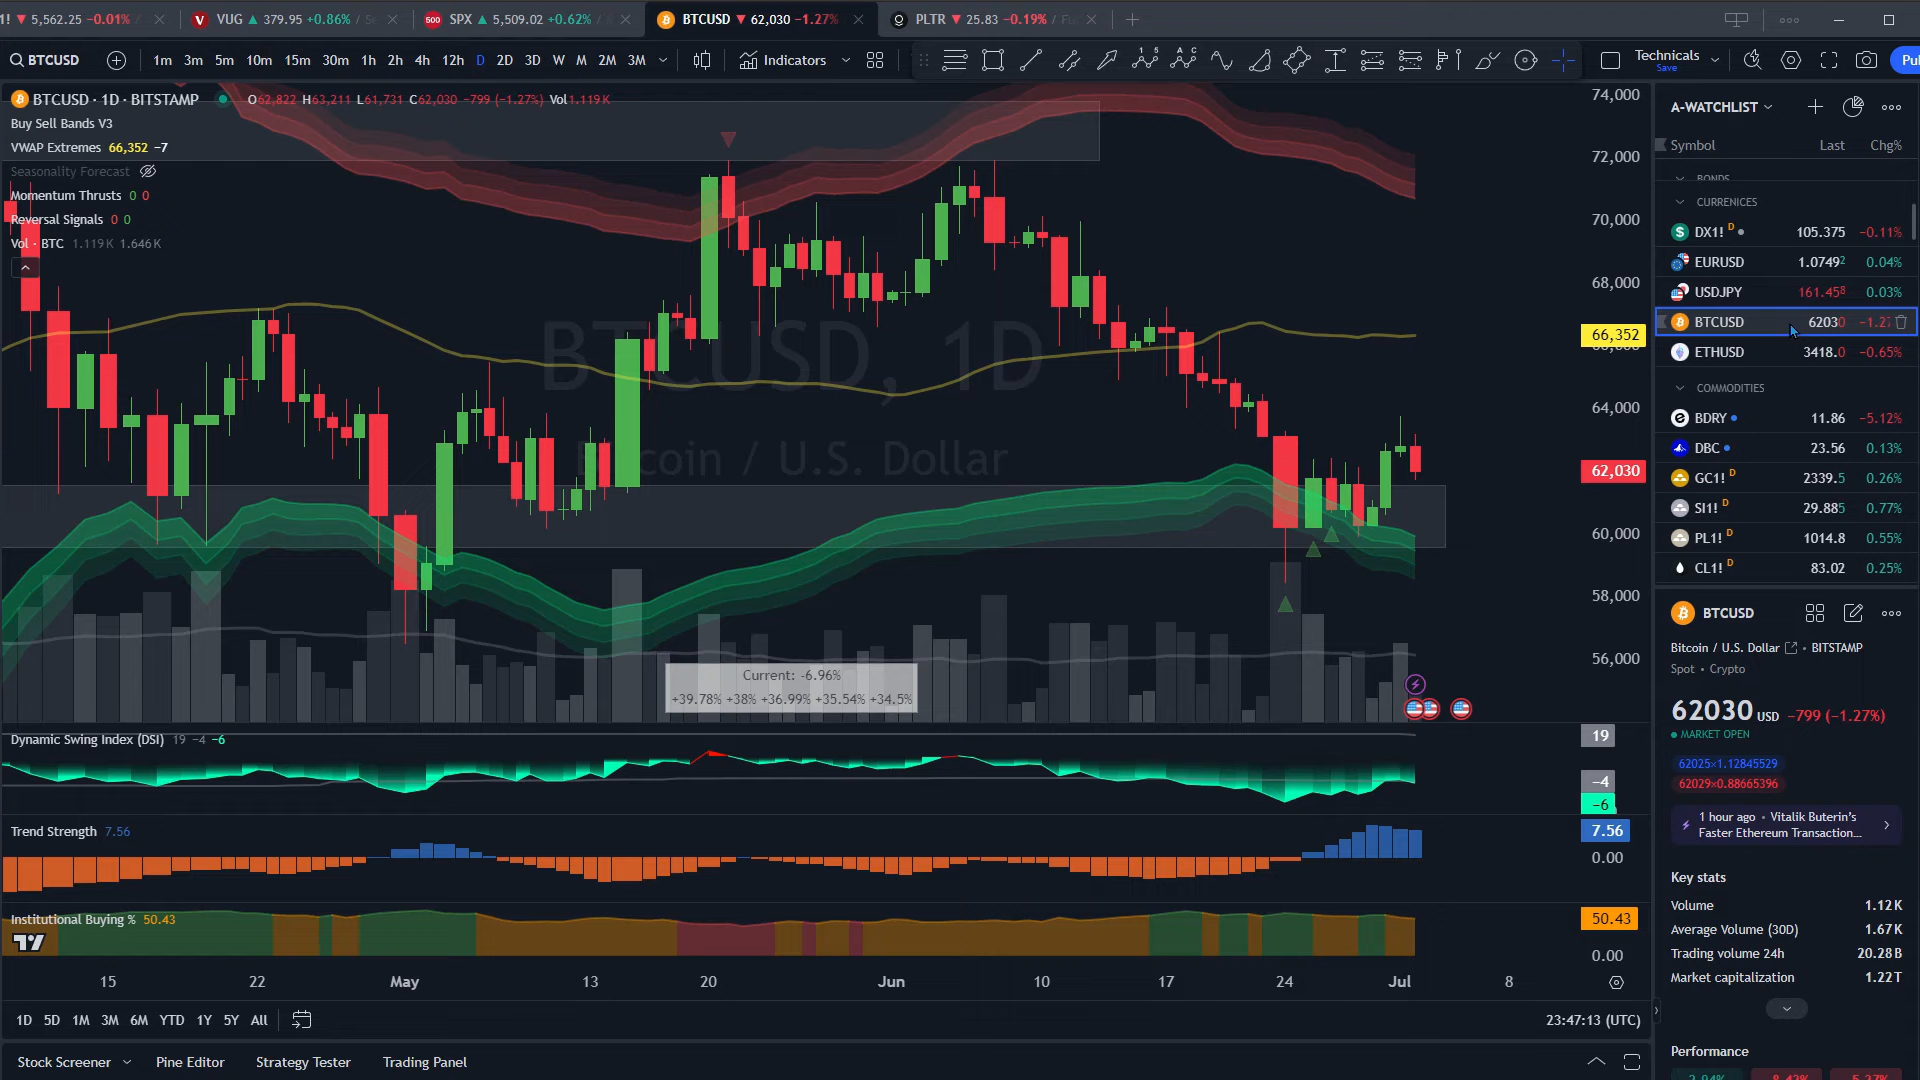 5,562.25 −0.01%
VUG 379.95 +0.86%
SPX 5,509.02 +0.62%
BTCUSD 62,030 −1.27%
PLTR 25.83 −0.19%
BTCUSD 1m 3m 5m 10m 15m 30m 1h 2h 4h 12h D 2D 3D W M 2M 3M Indicators
Technicals
Save
BTCUSD · 1D · BITSTAMP O62,822 H63,211 L61,731 C62,030 −799 (−1.27%) Vol1.119K
Buy Sell Bands V3
VWAP Extremes 66,352 −7
Seasonality Forecast
Momentum Thrusts 0 0
Reversal Signals 0 0
Vol · BTC 1.119K 1.646K
BTCUSD, 1D
Bitcoin / U.S. Dollar
74,000
72,000
70,000
68,000
66,352
64,000
62,030
60,000
58,000
56,000
Current: -6.96%
+39.78% +38% +36.99% +35.54% +34.5%
Dynamic Swing Index (DSI) 19 −4 −6
19
−4
−6
Trend Strength 7.56
7.56
0.00
Institutional Buying % 50.43
50.43
0.00
15 22 May 13 20 Jun 10 17 24 Jul 8
1D 5D 1M 3M 6M YTD 1Y 5Y All
23:47:13 (UTC)
Stock Screener Pine Editor Strategy Tester Trading Panel
A-WATCHLIST
Symbol Last Chg%
BONDS
CURRENICES
DX1! D 105.375 −0.11%
EURUSD 1.07492 0.04%
USDJPY 161.458 0.03%
BTCUSD 62030 −1.27
ETHUSD 3418.0 −0.65%
COMMODITIES
BDRY 11.86 −5.12%
DBC 23.56 0.13%
GC1! D 2339.5 0.26%
SI1! D 29.885 0.77%
PL1! D 1014.8 0.55%
CL1! D 83.02 0.25%
BTCUSD
Bitcoin / U.S. Dollar • BITSTAMP
Spot • Crypto
62030 USD −799 (−1.27%)
MARKET OPEN
62025×1.12845529
62029×0.88665396
1 hour ago • Vitalik Buterin's
Faster Ethereum Transaction...
Key stats
Volume 1.12K
Average Volume (30D) 1.67K
Trading volume 24h 20.28B
Market capitalization 1.22T
Performance